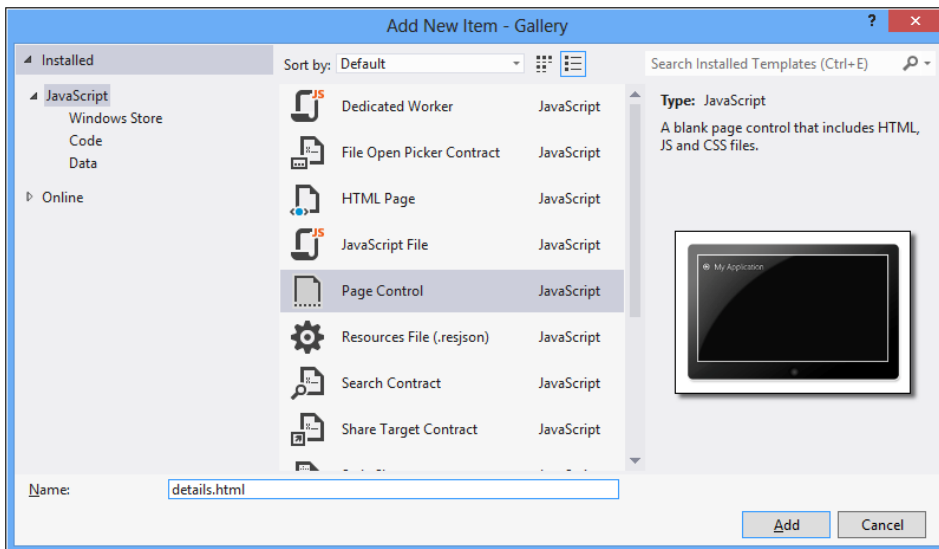 Add New Item - Gallery
?
Installed
Sort by: Default
Search Installed Templates (Ctrl+E)
JavaScript
Windows Store
Code
Data
Online
Dedicated Worker JavaScript
File Open Picker Contract JavaScript
HTML Page JavaScript
JS JavaScript File JavaScript
Page Control JavaScript
Resources File (.resjson) JavaScript
Search Contract JavaScript
Share Target Contract JavaScript
Type: JavaScript
A blank page control that includes HTML,
JS and CSS files.
My Application
Name: details.html
Add Cancel